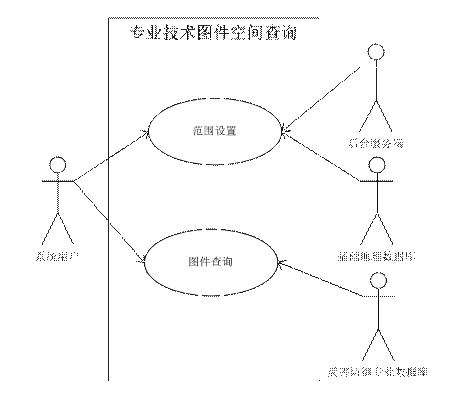 专业技术图件空间查询
范围设置
后台服务端
系统用户
基础地理数据库
图件查询